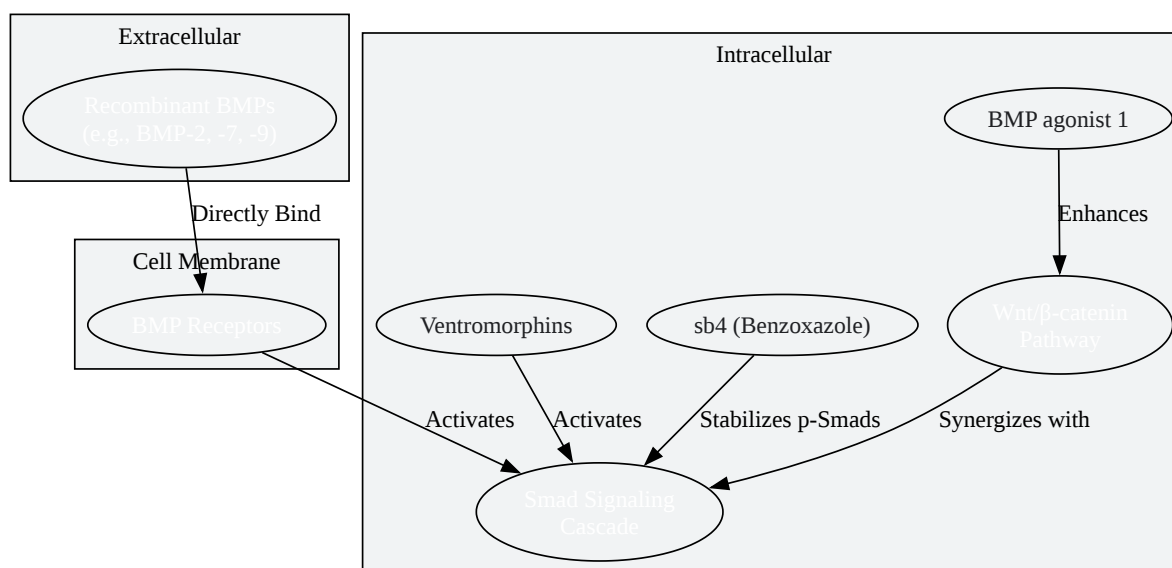 Extracellular
Recombinant BMPs
(e.g., BMP-2, -7, -9)
Directly Bind
Cell Membrane
BMP Receptors
Intracellular
BMP agonist 1
Enhances
Ventromorphins
sb4 (Benzoxazole)
Wnt/β-catenin
Pathway
Activates
Activates
Stabilizes p-Smads
Synergizes with
Smad Signaling
Cascade